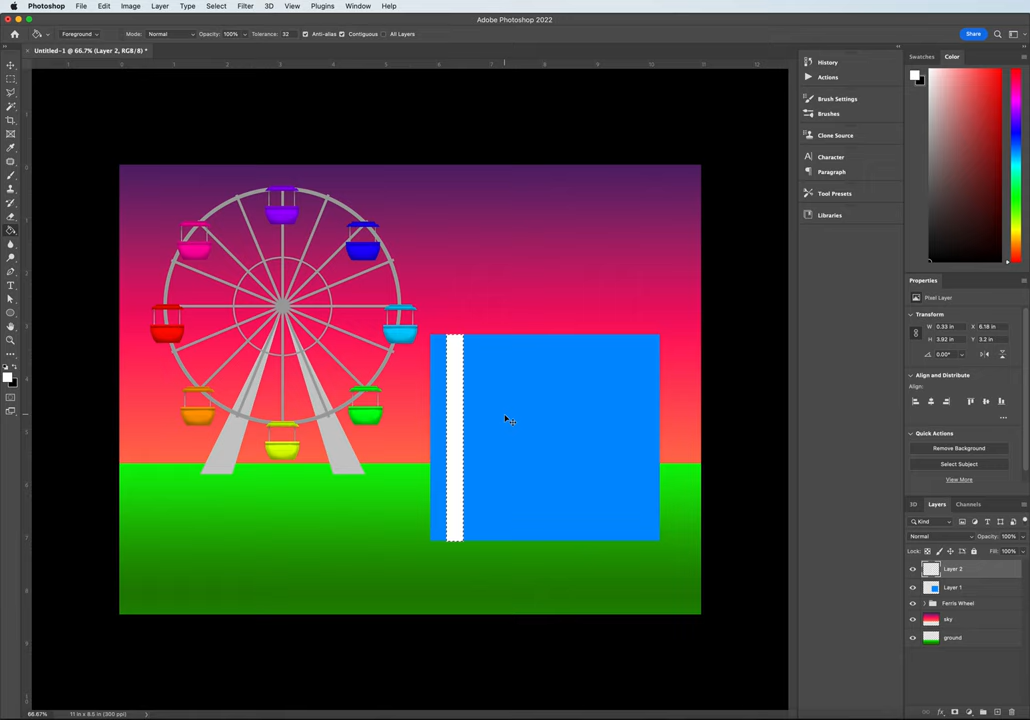 Photoshop File Edit Image Layer Type Select Filter 3D View Plugins Window Help
Adobe Photoshop 2022
Foreground Mode: Normal Opacity: 100% Tolerance: 32 Anti-alias Contiguous All Layers Share
Untitled-1 @ 66.7% (Layer 2, RGB/8) *
History
Actions
Brush Settings
Brushes
Clone Source
Character
Paragraph
Tool Presets
Libraries
Swatches Color
Properties
Pixel Layer
Transform
W 0.33 in X 6.18 in
H 3.92 in Y 3.2 in
0.00°
Align and Distribute
Align:
Quick Actions
Remove Background
Select Subject
View More
3D Layers Channels
Kind
Normal Opacity: 100%
Lock: Fill: 100%
Layer 2
Layer 1
Ferris Wheel
sky
ground
66.67% 11 in x 8.5 in (300 ppi)